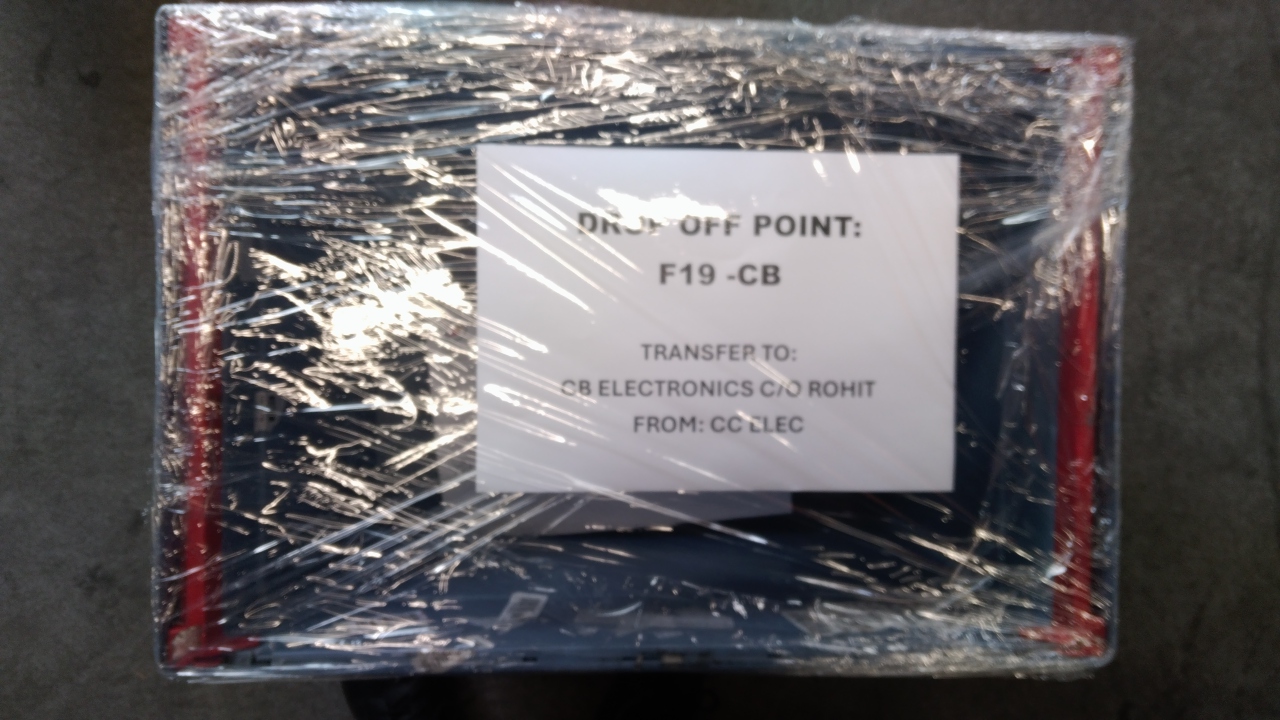 DROP OFF POINT:
F19 -CB
TRANSFER TO:
CB ELECTRONICS C/O ROHIT
FROM: CC ELEC